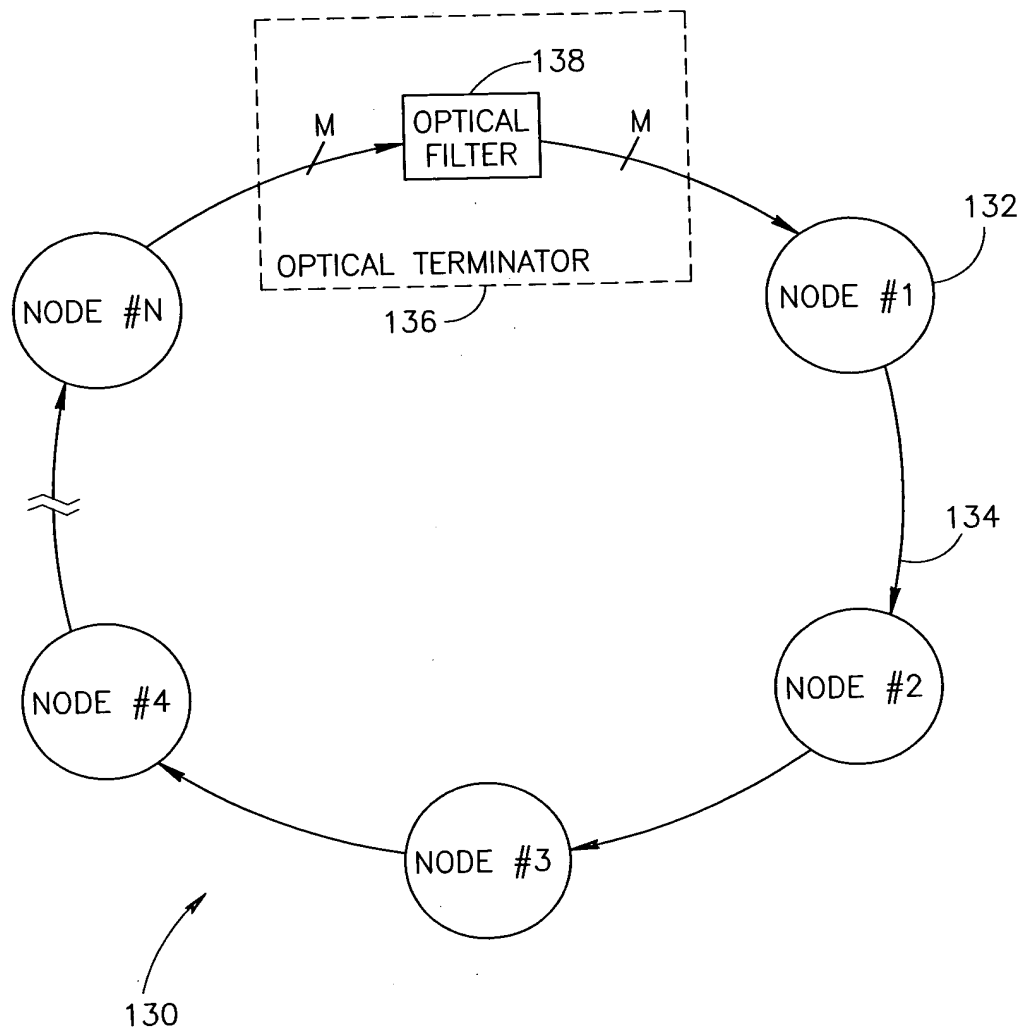 138
M
OPTICAL
FILTER
M
132
OPTICAL TERMINATOR
NODE #N
NODE #1
136
134
NODE #4
NODE #2
NODE #3
130